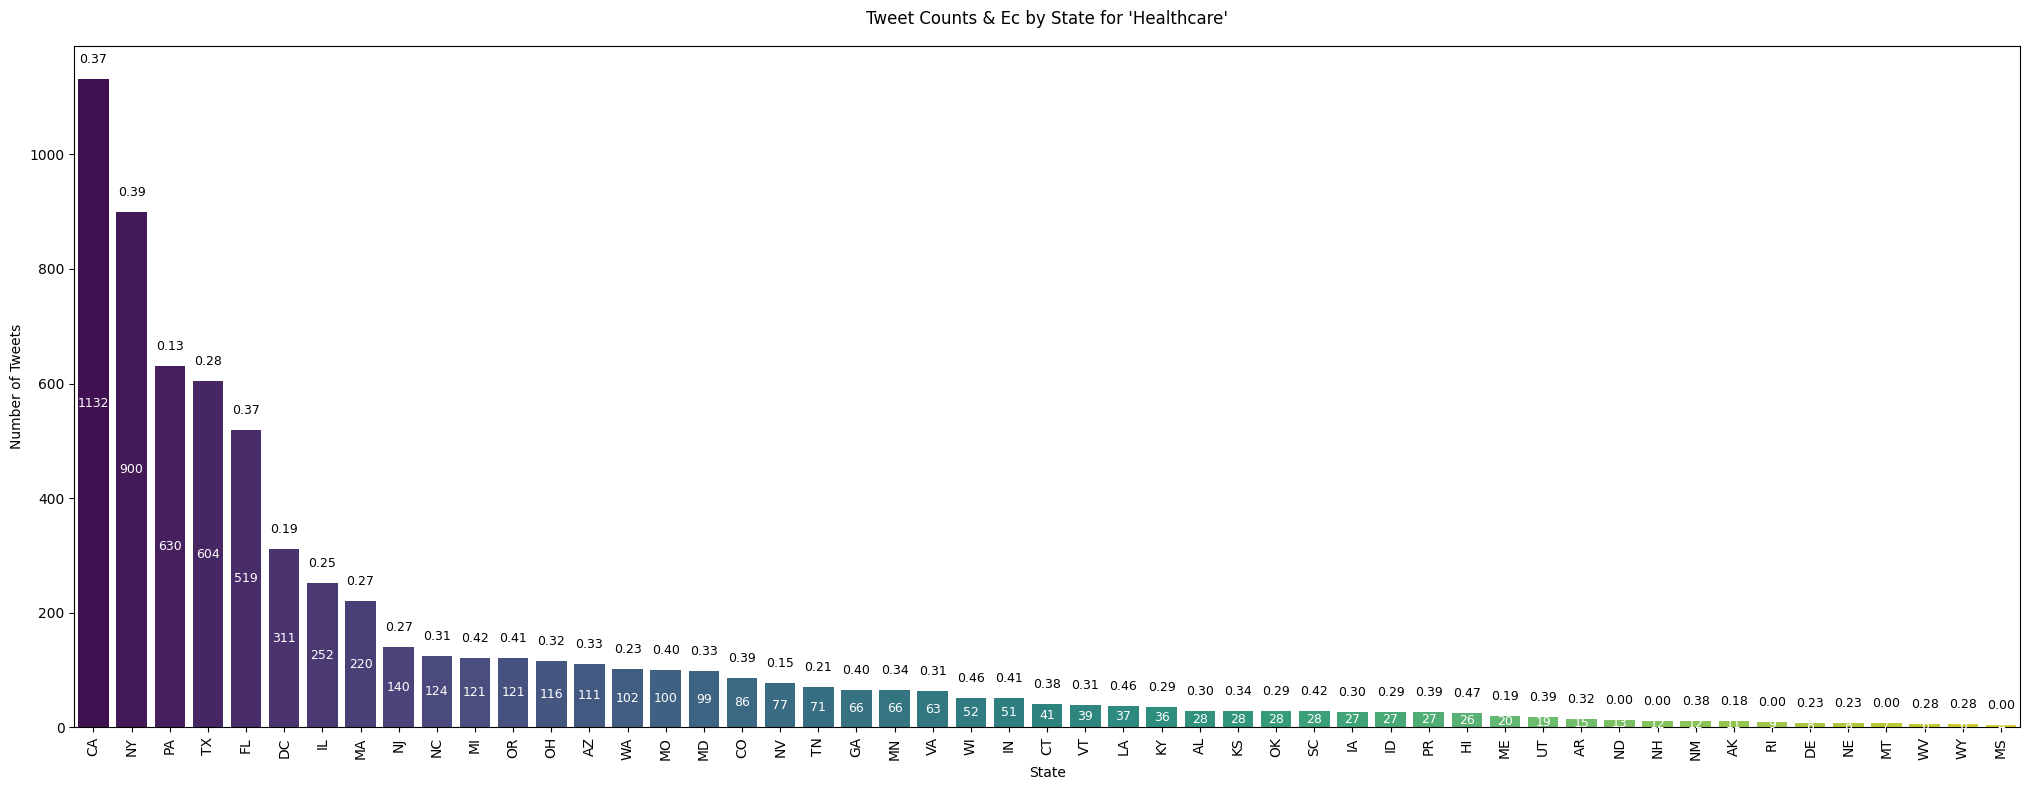 Tweet Counts & Ec by State for 'Healthcare'
Number of Tweets
1000
800
600
400
200
0
0.37 0.39 0.13 0.28 0.37 0.19 0.25 0.27 0.27 0.31 0.42 0.41 0.32 0.33 0.23 0.40 0.33 0.39 0.15 0.21 0.40 0.34 0.31 0.46 0.41 0.38 0.31 0.46 0.29 0.30 0.34 0.29 0.42 0.30 0.29 0.39 0.47 0.19 0.39 0.32 0.00 0.00 0.38 0.18 0.00 0.23 0.23 0.00 0.28 0.28 0.00
1132 900 630 604 519 311 252 220 140 124 121 121 116 111 102 100 99 86 77 71 66 66 63 52 51 41 39 37 36 28 28 28 28 27 27 27 26 20 19 15 13 12 12 11 9
CA NY PA TX FL DC IL MA NJ NC MI OR OH AZ WA MO MD CO NV TN GA MN VA WI IN CT VT LA KY AL KS OK SC IA ID PR HI ME UT AR ND NH NM AK RI DE NE MT WV WY MS
State